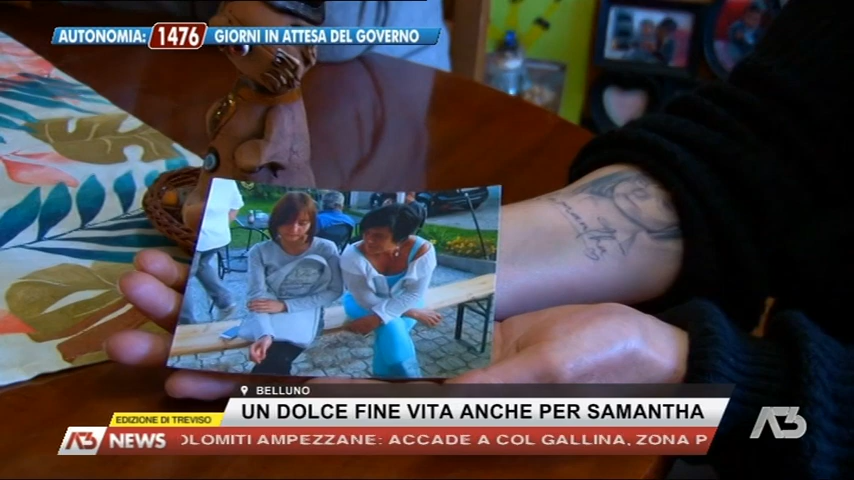 AUTONOMIA: 1476 GIORNI IN ATTESA DEL GOVERNO
Samantha
BELLUNO
EDIZIONE DI TREVISO
UN DOLCE FINE VITA ANCHE PER SAMANTHA
A3 NEWS
OLOMITI AMPEZZANE: ACCADE A COL GALLINA, ZONA P
A3